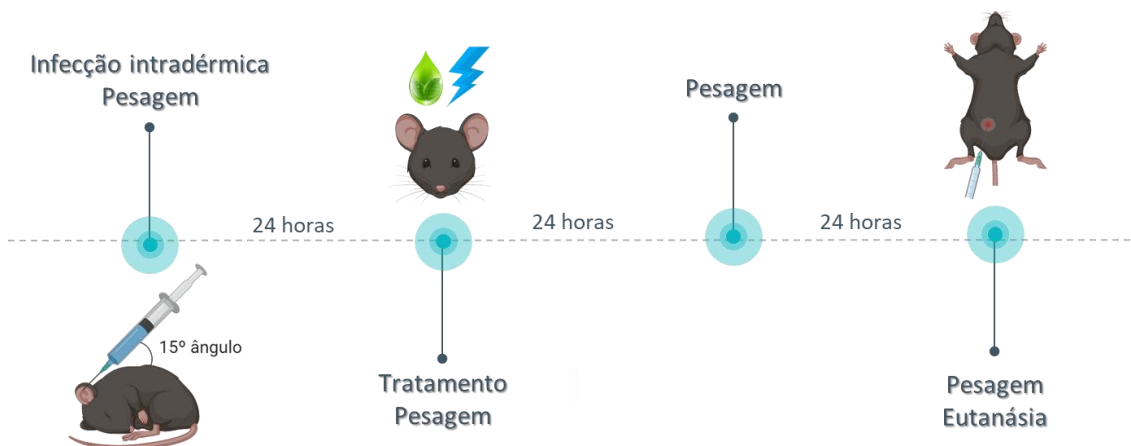 Infecção intradérmica
Pesagem
Pesagem
24 horas
24 horas
24 horas
15º ângulo
Tratamento
Pesagem
Pesagem
Eutanásia